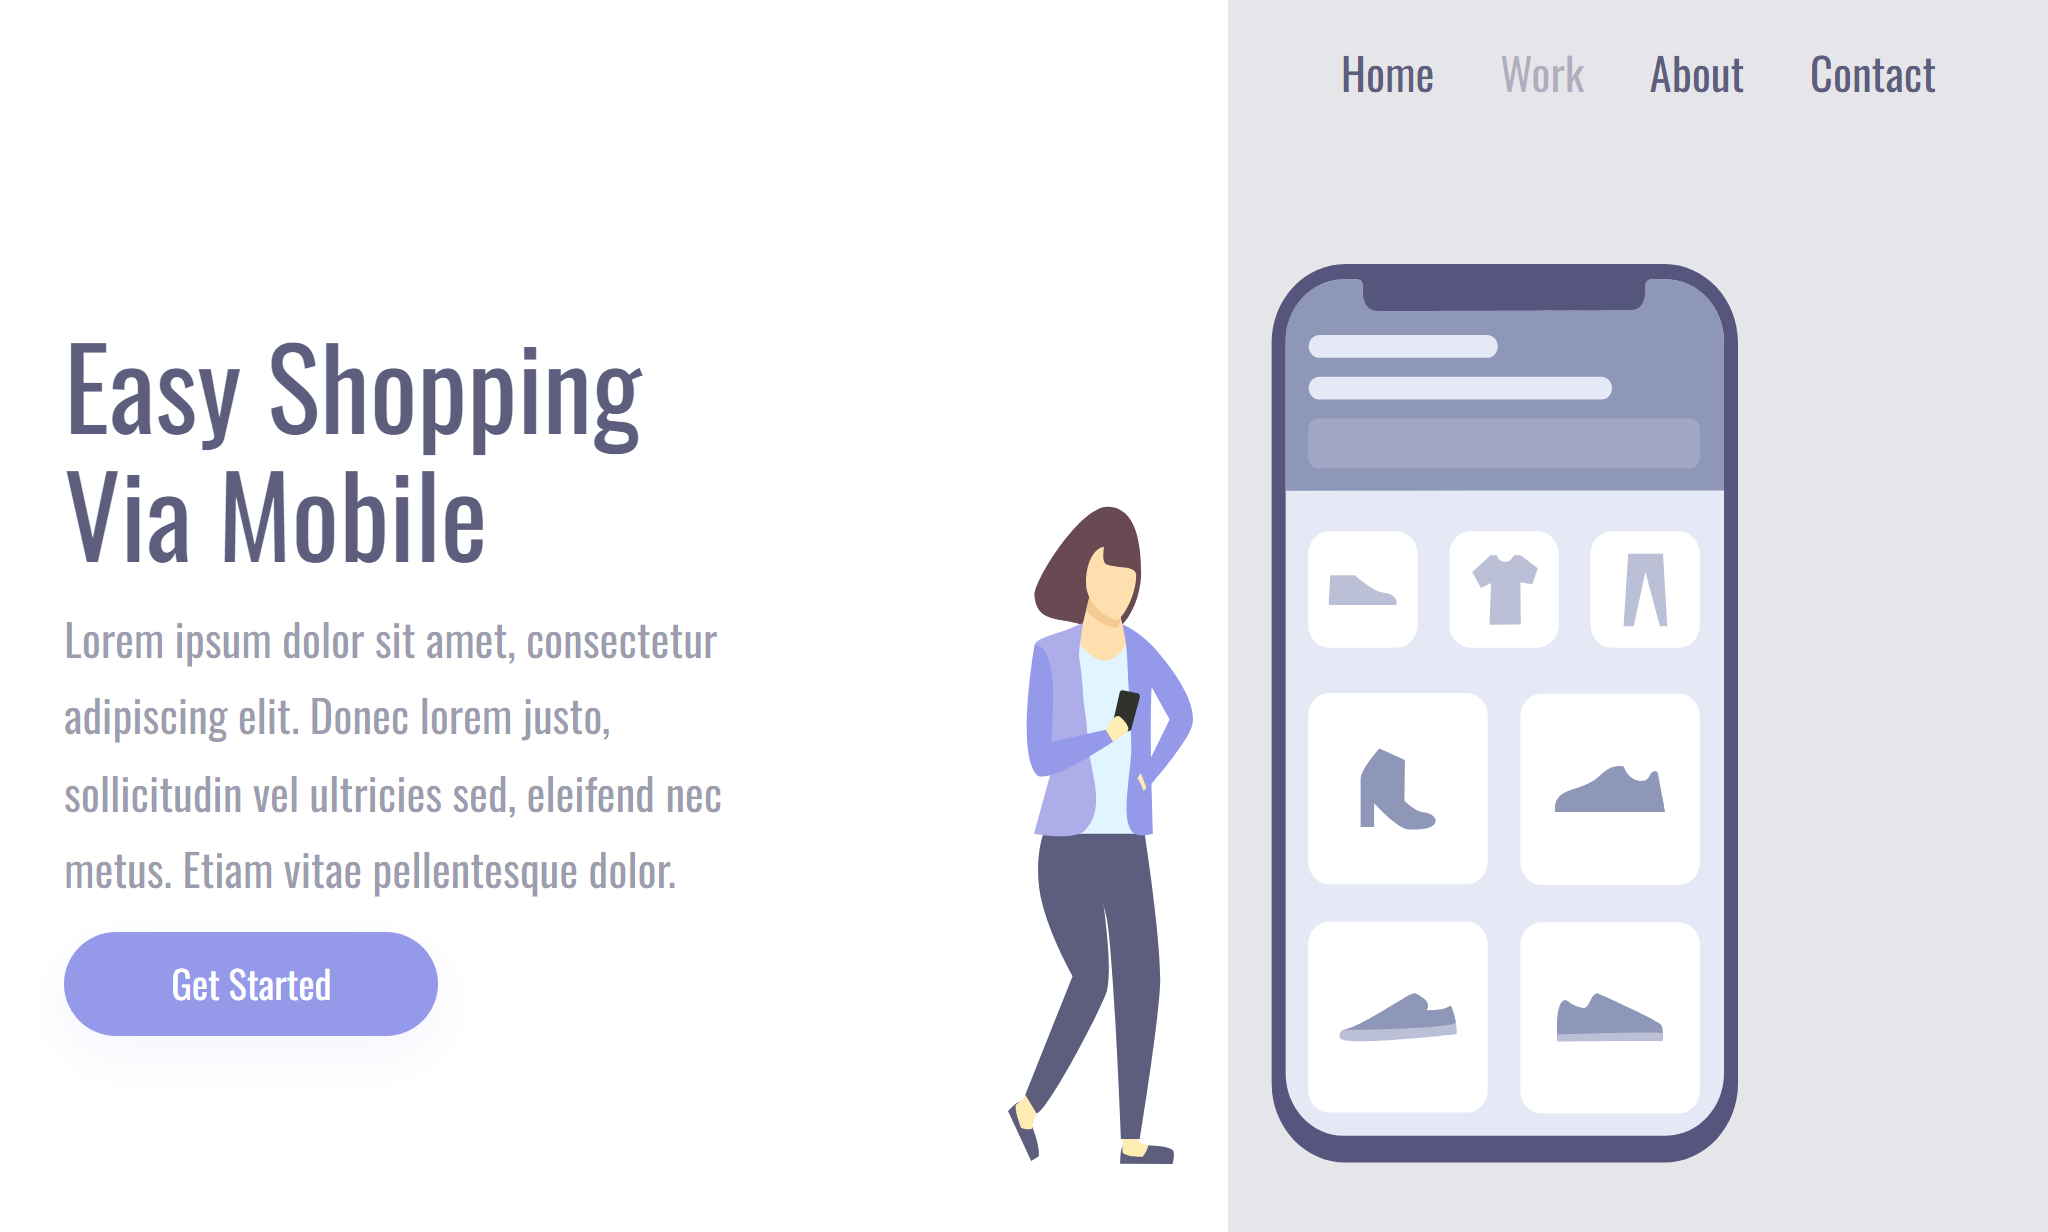 Home Work About Contact
Easy Shopping
Via Mobile
Lorem ipsum dolor sit amet, consectetur
adipiscing elit. Donec lorem justo,
sollicitudin vel ultricies sed, eleifend nec
metus. Etiam vitae pellentesque dolor.
Get Started